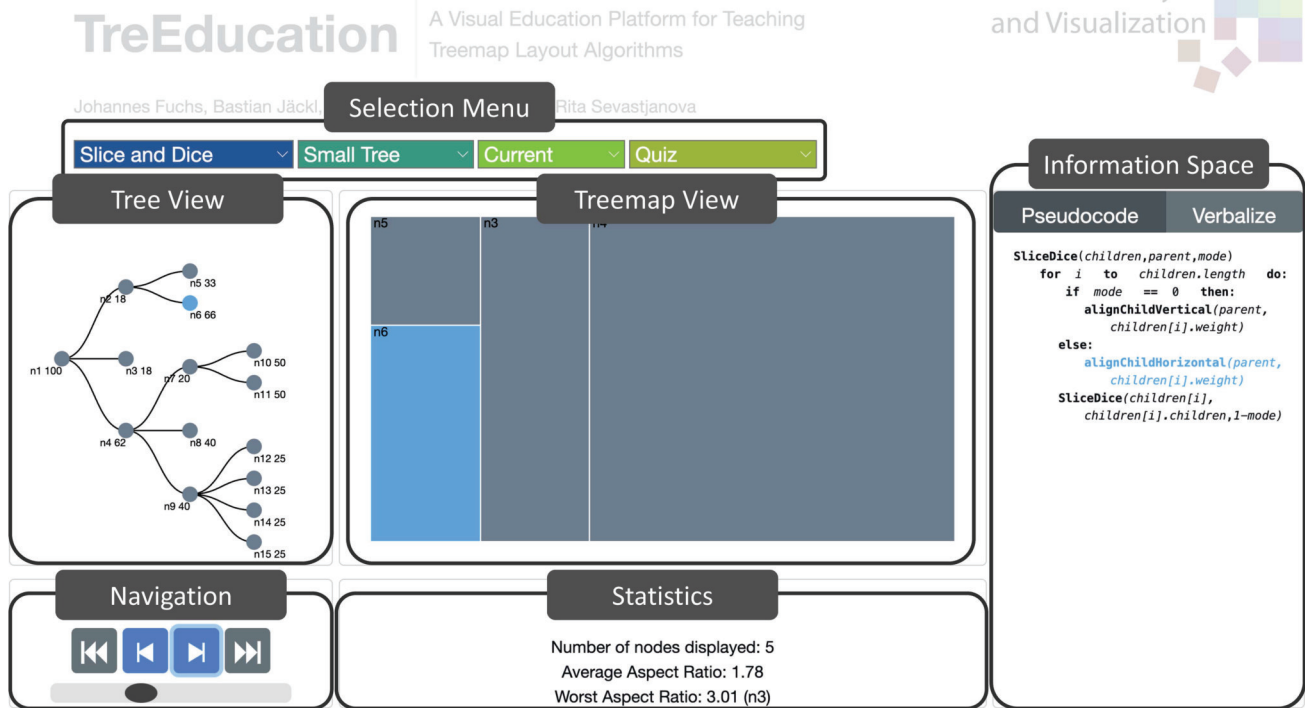 TreEducation
A Visual Education Platform for Teaching
Treemap Layout Algorithms
and Visualization
Johannes Fuchs, Bastian Jäckl,
Rita Sevastjanova
Selection Menu
Slice and Dice
Small Tree
Current
Quiz
Tree View
n5 33
n2 18
n6 66
n10 50
n1 100
n3 18
n7 20
n11 50
n4 62
n8 40
n12 25
n13 25
n9 40
n14 25
n15 25
Treemap View
n5
n3
n4
n6
Information Space
Pseudocode
Verbalize
SliceDice(children,parent,mode)
for i to children.length do:
if mode == 0 then:
alignChildVertical(parent,
children[i].weight)
else:
alignChildHorizontal(parent,
children[i].weight)
SliceDice(children[i],
children[i].children,1-mode)
Navigation
Statistics
Number of nodes displayed: 5
Average Aspect Ratio: 1.78
Worst Aspect Ratio: 3.01 (n3)